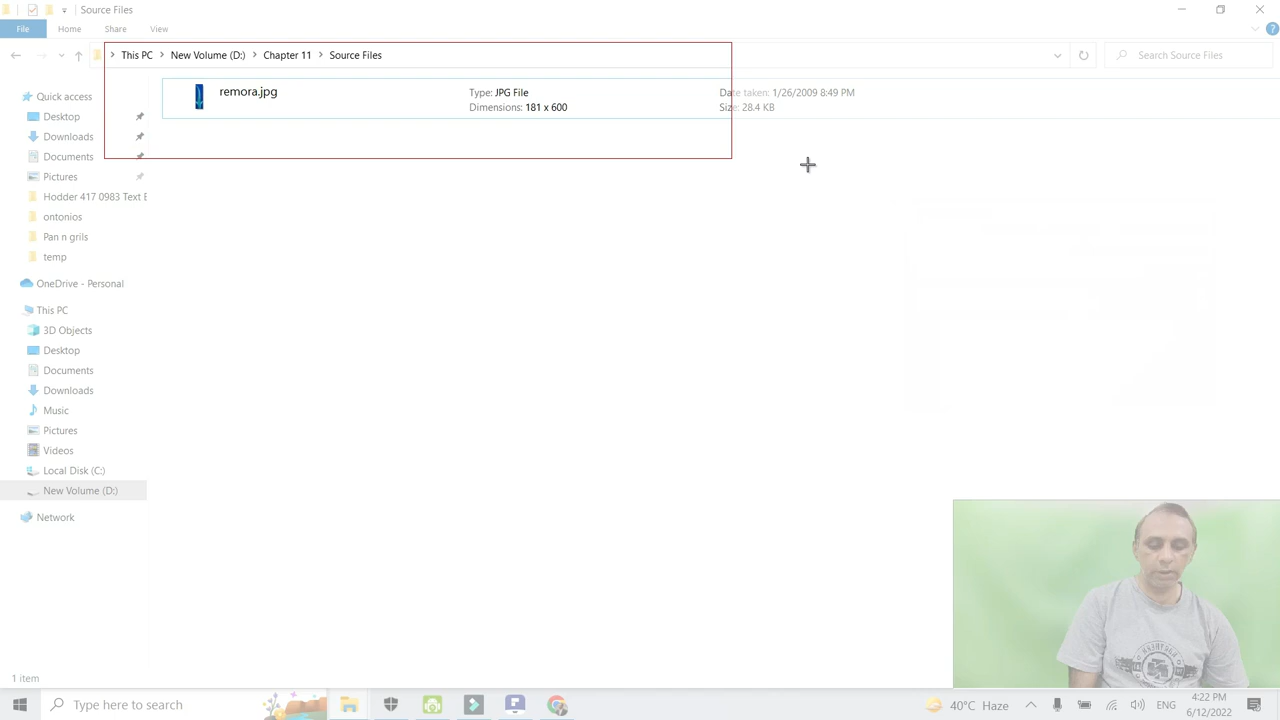 Source Files
File Home Share View
This PC New Volume (D:) Chapter 11 Source Files
Search Source Files
remora.jpg
Type: JPG File
Dimensions: 181 x 600
Date taken: 1/26/2009 8:49 PM
Size: 28.4 KB
Quick access
Desktop
Downloads
Documents
Pictures
Hodder 417 0983 Text E
ontonios
Pan n grils
temp
OneDrive - Personal
This PC
3D Objects
Desktop
Documents
Downloads
Music
Pictures
Videos
Local Disk (C:)
New Volume (D:)
Network
1 item
Type here to search
40°C Haze
ENG
4:22 PM
6/12/2022